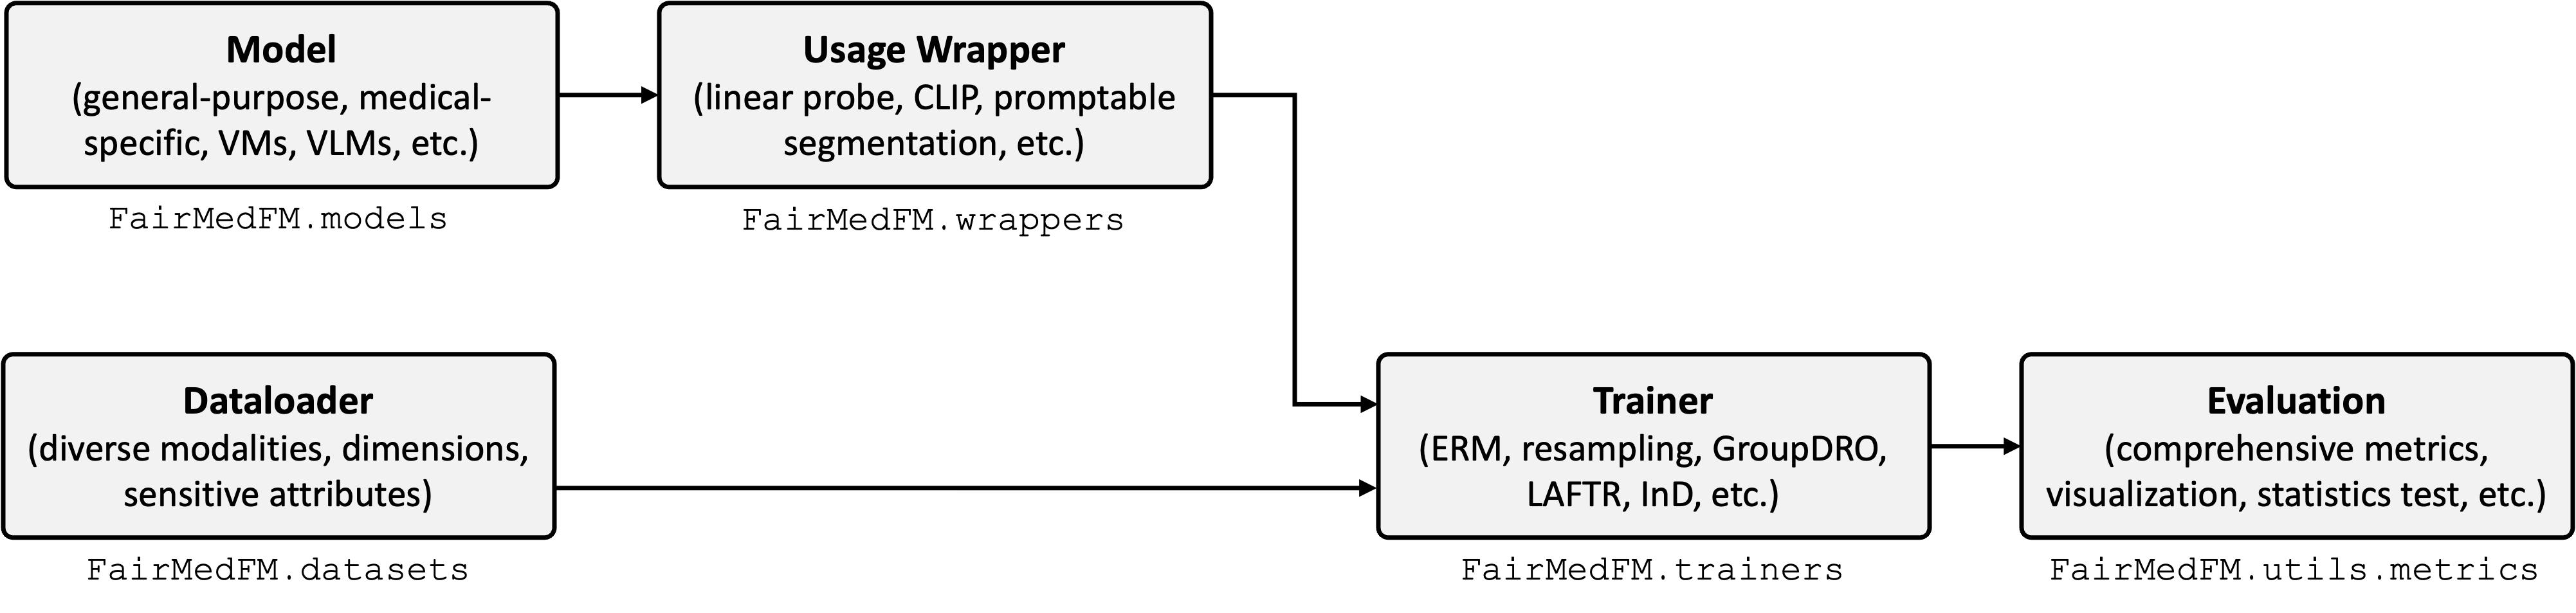 Model
(general-purpose, medical-
specific, VMs, VLMs, etc.)
FairMedFM.models
Usage Wrapper
(linear probe, CLIP, promptable
segmentation, etc.)
FairMedFM.wrappers
Dataloader
(diverse modalities, dimensions,
sensitive attributes)
FairMedFM.datasets
Trainer
(ERM, resampling, GroupDRO,
LAFTR, InD, etc.)
FairMedFM.trainers
Evaluation
(comprehensive metrics,
visualization, statistics test, etc.)
FairMedFM.utils.metrics